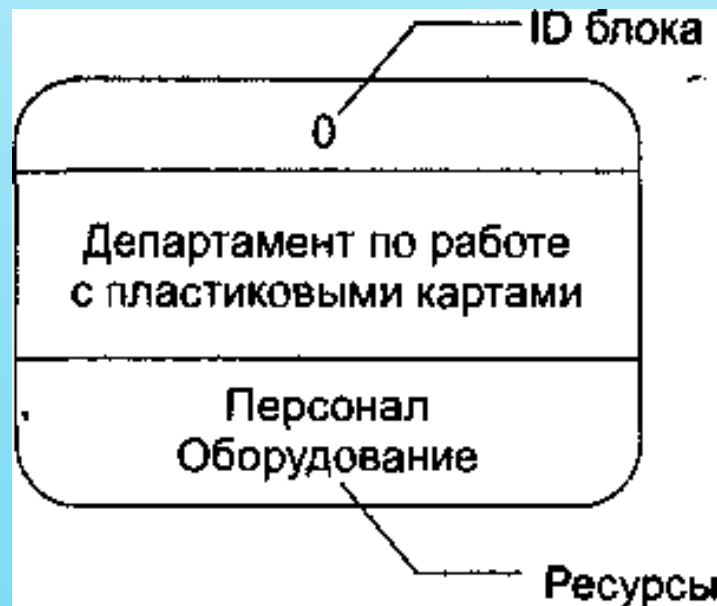 ID блока
0
Департамент по работе
с пластиковыми картами
Персонал
Оборудование
Ресурсы